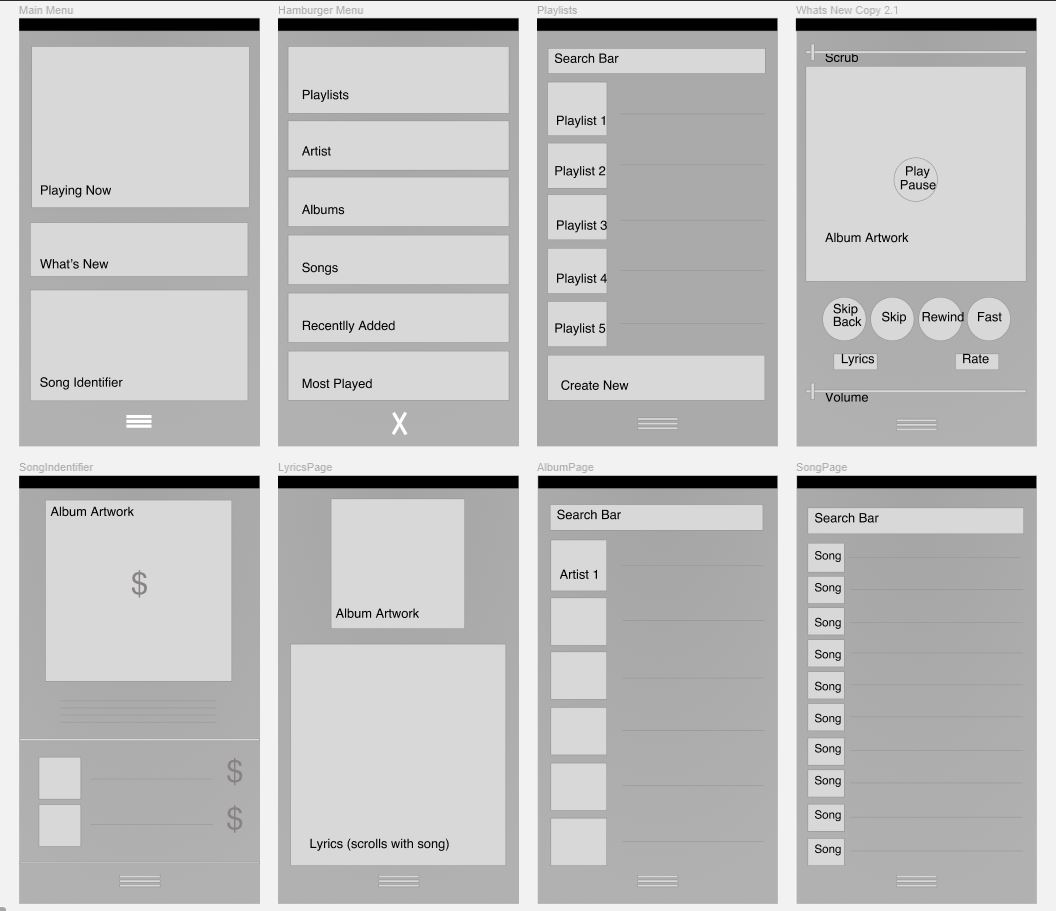 Main Menu
Playing Now
What's New
Song Identifier
Hamburger Menu
Playlists
Artist
Albums
Songs
Recentlly Added
Most Played
X
Playlists
Search Bar
Playlist 1
Playlist 2
Playlist 3
Playlist 4
Playlist 5
Create New
Whats New Copy 2.1
Scrub
Play
Pause
Album Artwork
Skip
Back
Skip
Rewind
Fast
Lyrics
Rate
Volume
SongIndentifier
Album Artwork
$
$
$
LyricsPage
Album Artwork
Lyrics (scrolls with song)
AlbumPage
Search Bar
Artist 1
SongPage
Search Bar
Song
Song
Song
Song
Song
Song
Song
Song
Song
Song